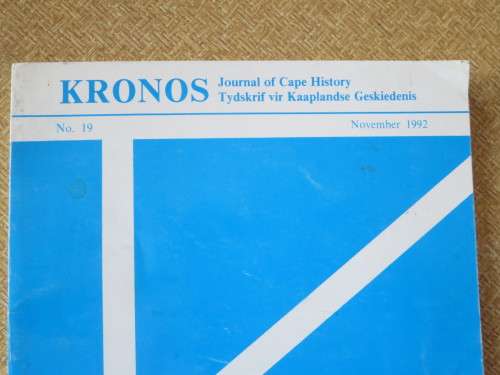 KRONOS
Journal of Cape History
Tydskrif vir Kaaplandse Geskiedenis
No. 19
November 1992